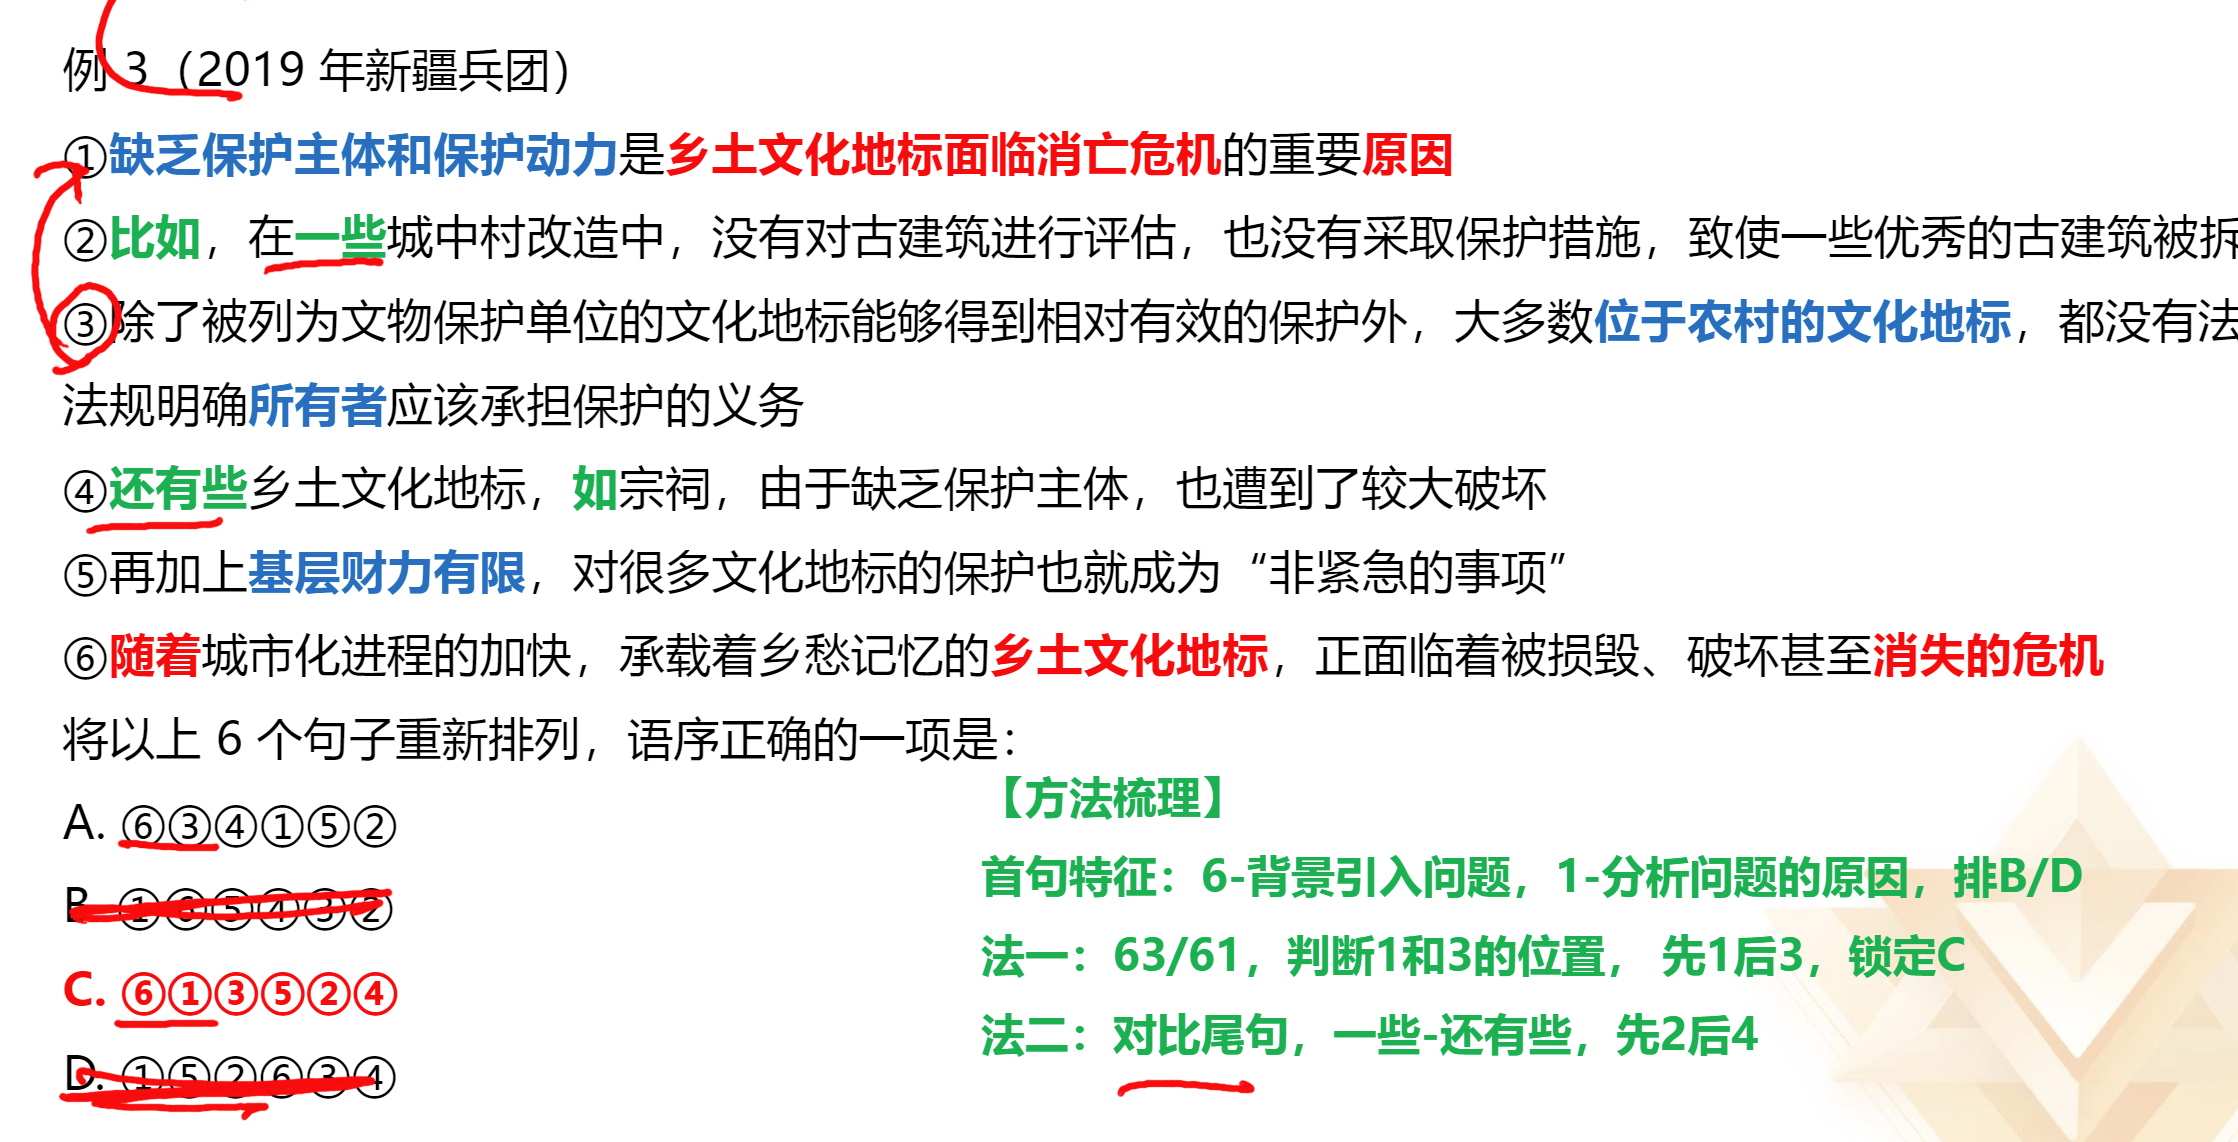 例 3（2019 年新疆兵团）
①缺乏保护主体和保护动力是乡土文化地标面临消亡危机的重要原因
②比如，在一些城中村改造中，没有对古建筑进行评估，也没有采取保护措施，致使一些优秀的古建筑被拆
③除了被列为文物保护单位的文化地标能够得到相对有效的保护外，大多数位于农村的文化地标，都没有法
法规明确所有者应该承担保护的义务
④还有些乡土文化地标，如宗祠，由于缺乏保护主体，也遭到了较大破坏
⑤再加上基层财力有限，对很多文化地标的保护也就成为“非紧急的事项”
⑥随着城市化进程的加快，承载着乡愁记忆的乡土文化地标，正面临着被损毁、破坏甚至消失的危机
将以上 6 个句子重新排列，语序正确的一项是：
A. ⑥③④①⑤②
B. ①⑥⑤④③②
C. ⑥①③⑤②④
D. ①⑤②⑥③④
【方法梳理】
首句特征：6-背景引入问题，1-分析问题的原因，排B/D
法一：63/61，判断1和3的位置， 先1后3，锁定C
法二：对比尾句，一些-还有些，先2后4